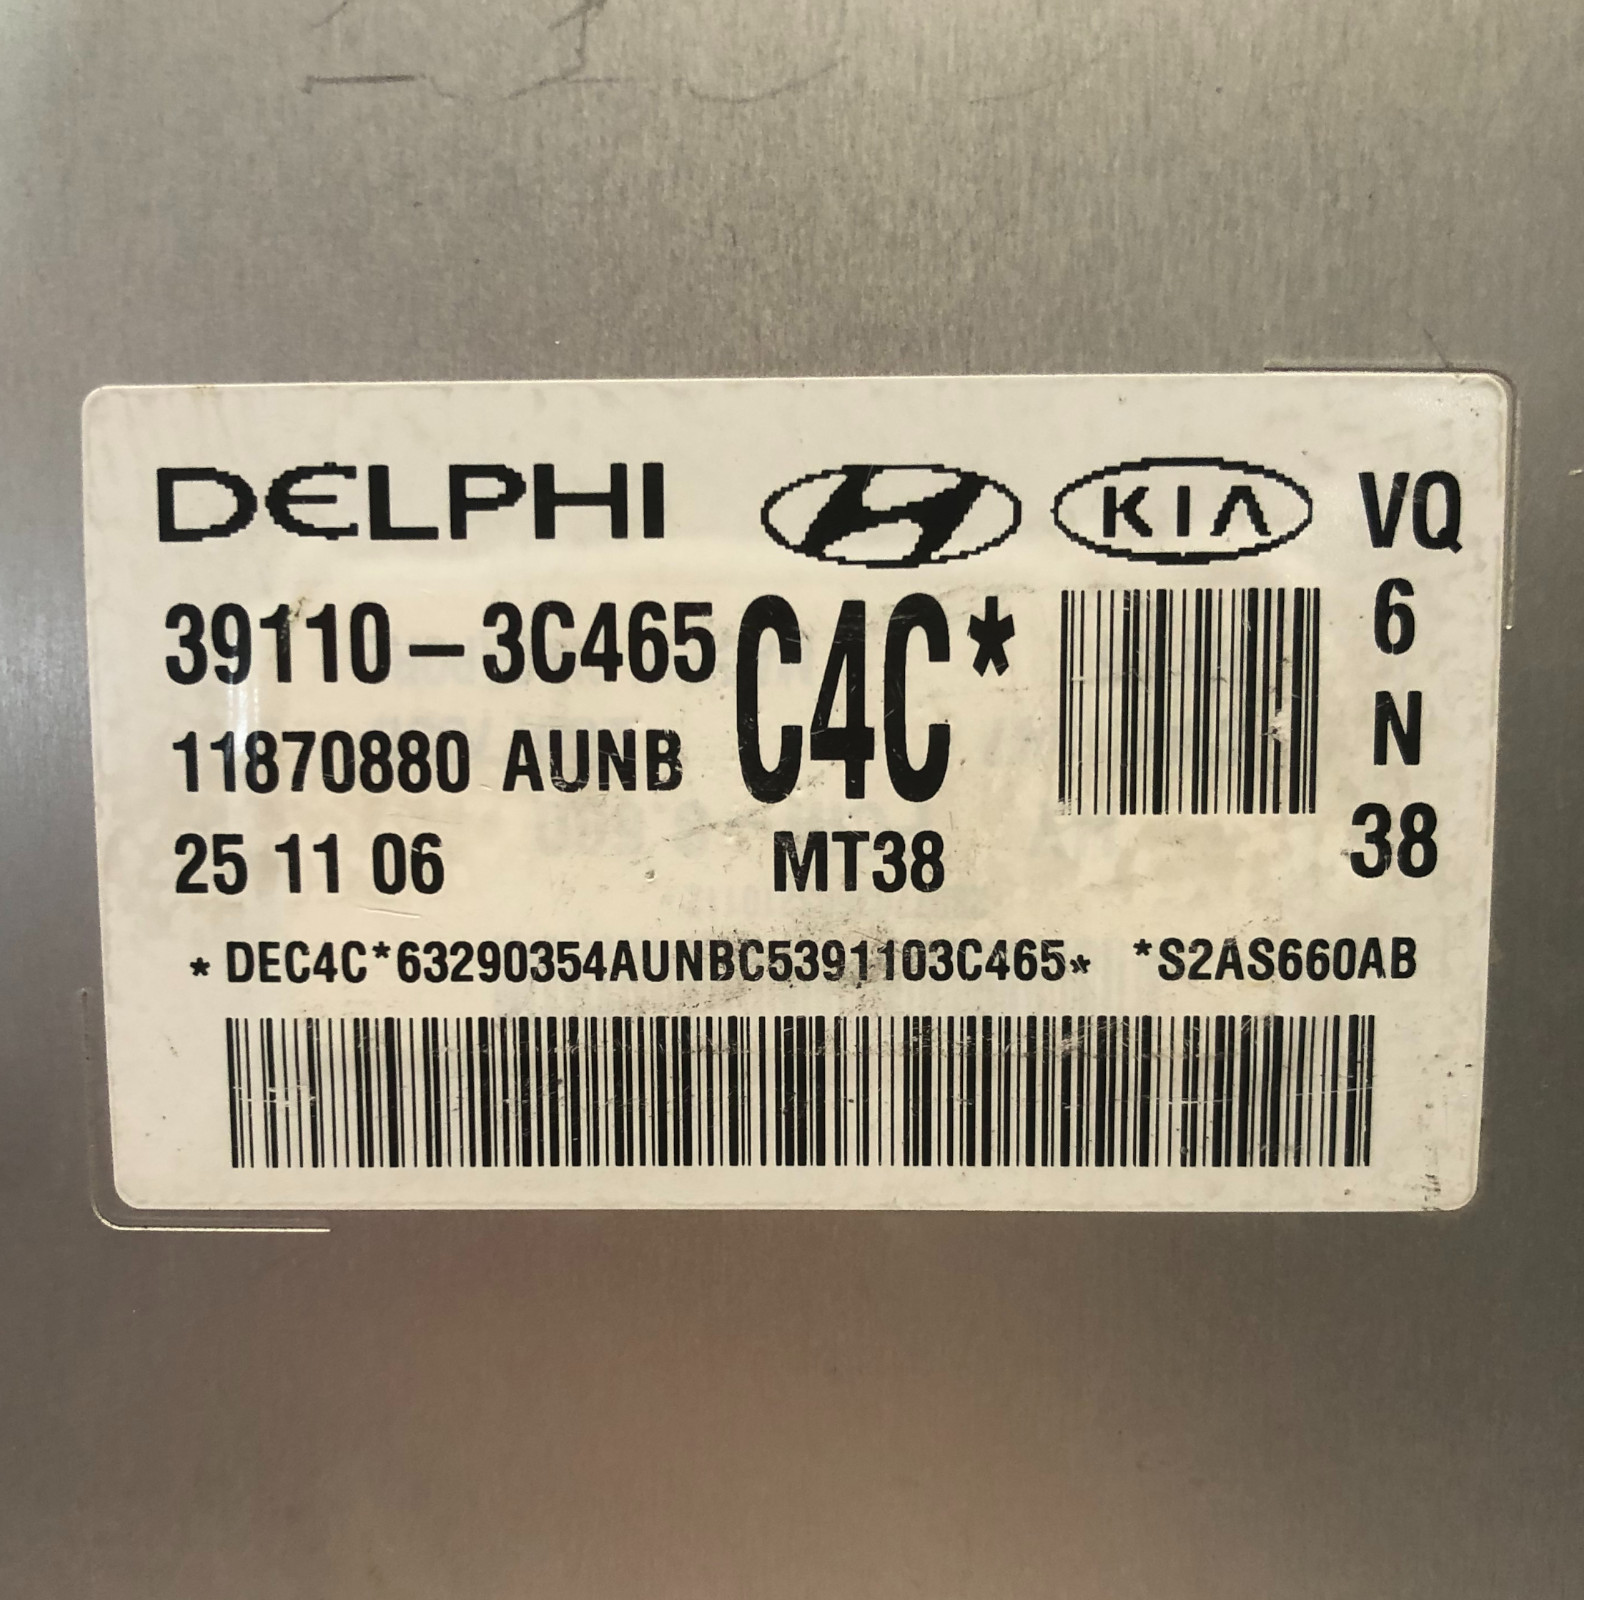 DELPHI H KIA VQ
39110-3C465 C4C* 6
11870880 AUNB N
25 11 06 MT38 38
*DEC4C*63290354AUNBC5391103C465* *S2AS660AB